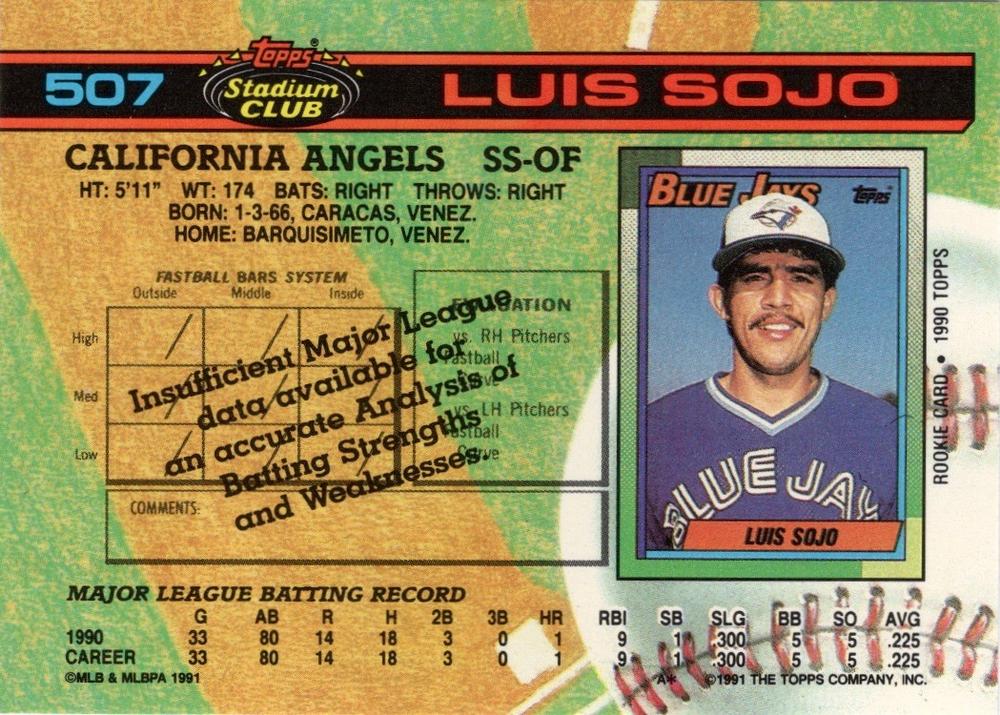 507
Topps®
Stadium
CLUB
LUIS SOJO
CALIFORNIA ANGELS SS-OF
HT: 5'11" WT: 174 BATS: RIGHT THROWS: RIGHT
BORN: 1-3-66, CARACAS, VENEZ.
HOME: BARQUISIMETO, VENEZ.
FASTBALL BARS SYSTEM
Outside Middle Inside
High
Med
Low
vs. RH Pitchers
Fastball
Curve
vs. LH Pitchers
Fastball
Curve
Insufficient Major League
data available for
an accurate Analysis of
Batting Strengths
and Weaknesses.
COMMENTS:
BLUE JAYS
Topps
BLUE JAY
LUIS SOJO
ROOKIE CARD • 1990 TOPPS
MAJOR LEAGUE BATTING RECORD
G AB R H 2B 3B HR RBI SB SLG BB SO AVG
1990 33 80 14 18 3 0 1 9 1 .300 5 5 .225
CAREER 33 80 14 18 3 0 1 9 1 .300 5 5 .225
©MLB & MLBPA 1991 A* ©1991 THE TOPPS COMPANY, INC.